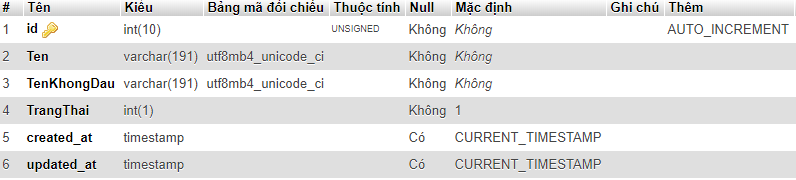 # Tên Kiểu Bảng mã đối chiếu Thuộc tính Null Mặc định Ghi chú Thêm
1 id int(10) UNSIGNED Không Không AUTO_INCREMENT
2 Ten varchar(191) utf8mb4_unicode_ci Không Không
3 TenKhongDau varchar(191) utf8mb4_unicode_ci Không Không
4 TrangThai int(1) Không 1
5 created_at timestamp Có CURRENT_TIMESTAMP
6 updated_at timestamp Có CURRENT_TIMESTAMP